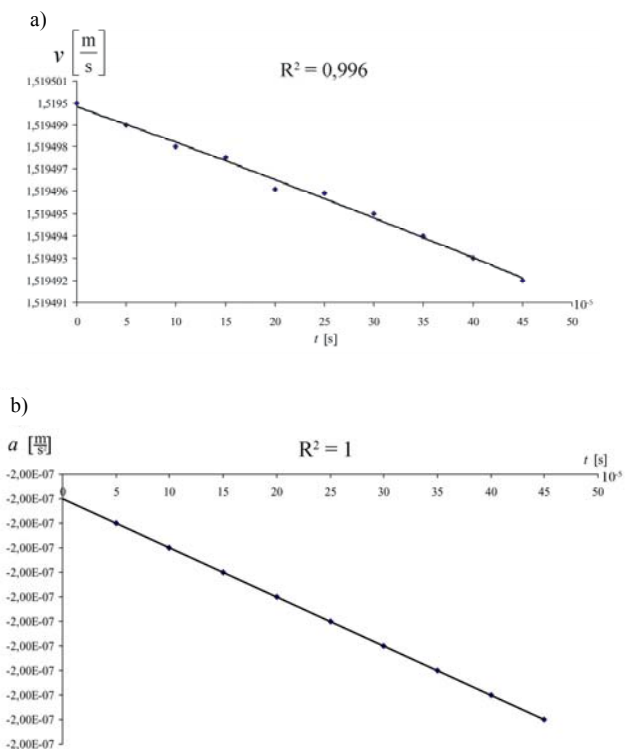 a)
v [m/s]
R² = 0,996
1,519501
1,5195
1,519499
1,519498
1,519497
1,519496
1,519495
1,519494
1,519493
1,519492
1,519491
0 5 10 15 20 25 30 35 40 45 50
10⁻⁵
t [s]
b)
a [m/s²]
R² = 1
t [s]
10⁻⁵
0 5 10 15 20 25 30 35 40 45 50
-2,00E-07
-2,00E-07
-2,00E-07
-2,00E-07
-2,00E-07
-2,00E-07
-2,00E-07
-2,00E-07
-2,00E-07
-2,00E-07
-2,00E-07
-2,00E-07